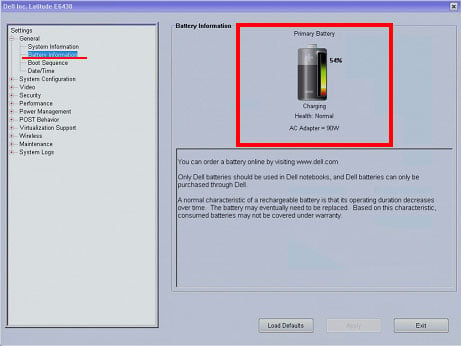 Dell Inc. Latitude E6430
Settings
General
System Information
Battery Information
Boot Sequence
Date/Time
System Configuration
Video
Security
Performance
Power Management
POST Behavior
Virtualization Support
Wireless
Maintenance
System Logs
Battery Information
Primary Battery
54%
Charging
Health: Normal
AC Adapter = 90W
You can order a battery online by visiting www.dell.com
Only Dell batteries should be used in Dell notebooks, and Dell batteries can only be
purchased through Dell.
A normal characteristic of a rechargeable battery is that its operating duration decreases
over time. The battery may eventually need to be replaced. Based on this characteristic,
consumed batteries may not be covered under warranty.
Load Defaults
Apply
Exit